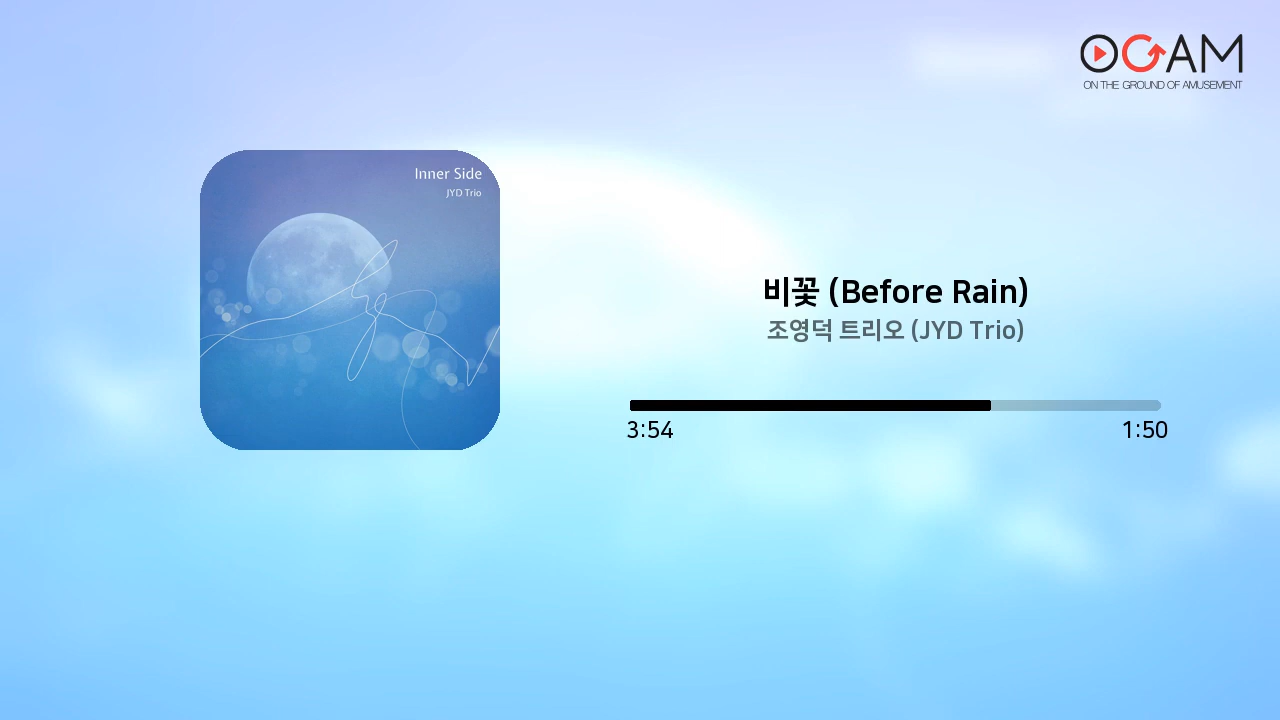 OGAM
ON THE GROUND OF AMUSEMENT
Inner Side
JYD Trio
비꽃 (Before Rain)
조영덕 트리오 (JYD Trio)
3:54
1:50